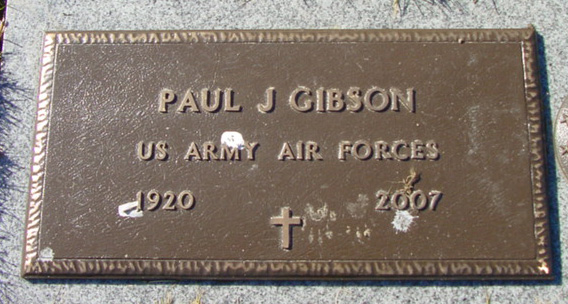 PAUL J GIBSON
US ARMY AIR FORCES
1920 2007